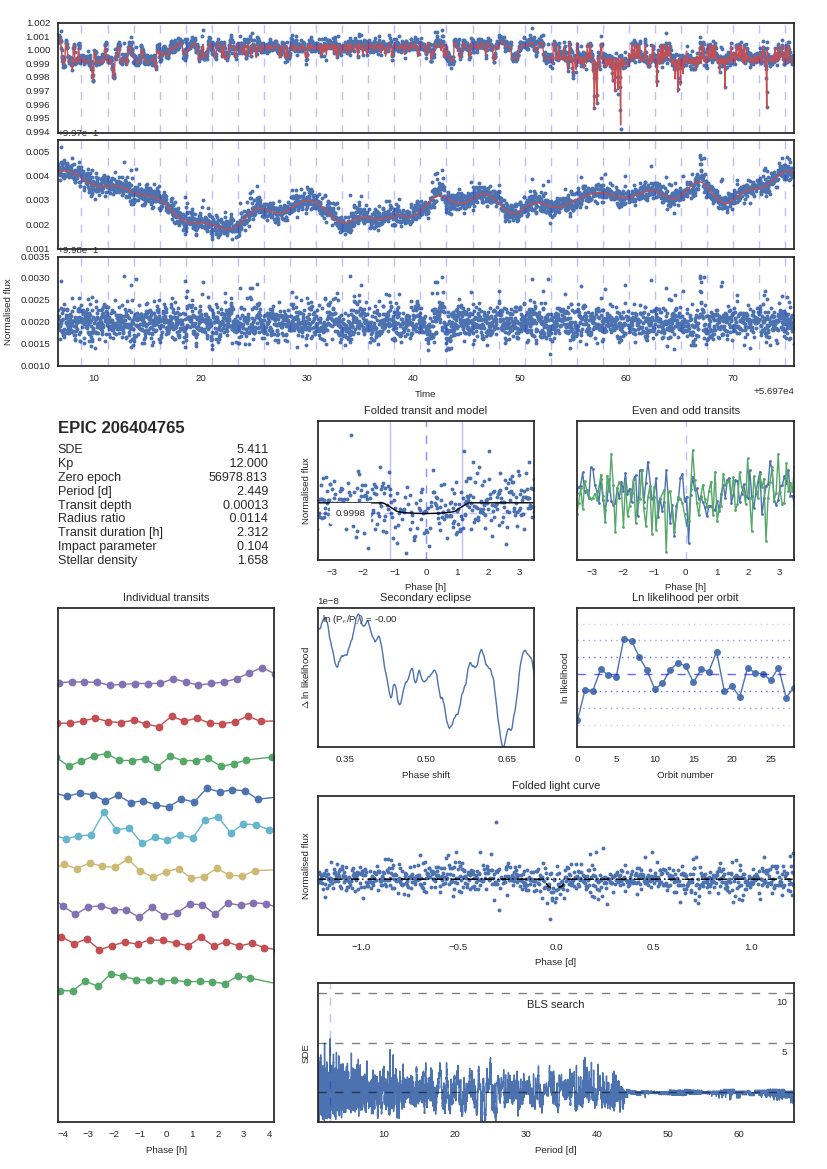 1.002
1.001
1.000
0.999
0.998
0.997
0.996
0.995
0.994
+9.97e−1
0.005
0.004
0.003
0.002
0.001
+9.98e−1
0.0035
0.0030
0.0025
0.0020
0.0015
0.0010
Normalised flux
10 20 30 40 50 60 70
Time
+5.697e4
EPIC 206404765
SDE 5.411
Kp 12.000
Zero epoch 56978.813
Period [d] 2.449
Transit depth 0.00013
Radius ratio 0.0114
Transit duration [h] 2.312
Impact parameter 0.104
Stellar density 1.658
Folded transit and model
Normalised flux
0.9998
−3 −2 −1 0 1 2 3
Phase [h]
Even and odd transits
−3 −2 −1 0 1 2 3
Phase [h]
Individual transits
−4 −3 −2 −1 0 1 2 3 4
Phase [h]
Secondary eclipse
1e−8
= -0.00
Δ ln likelihood
0.35 0.50 0.65
Phase shift
Ln likelihood per orbit
ln likelihood
0 5 10 15 20 25
Orbit number
Folded light curve
Normalised flux
−1.0 −0.5 0.0 0.5 1.0
Phase [d]
BLS search
10
5
SDE
10 20 30 40 50 60
Period [d]